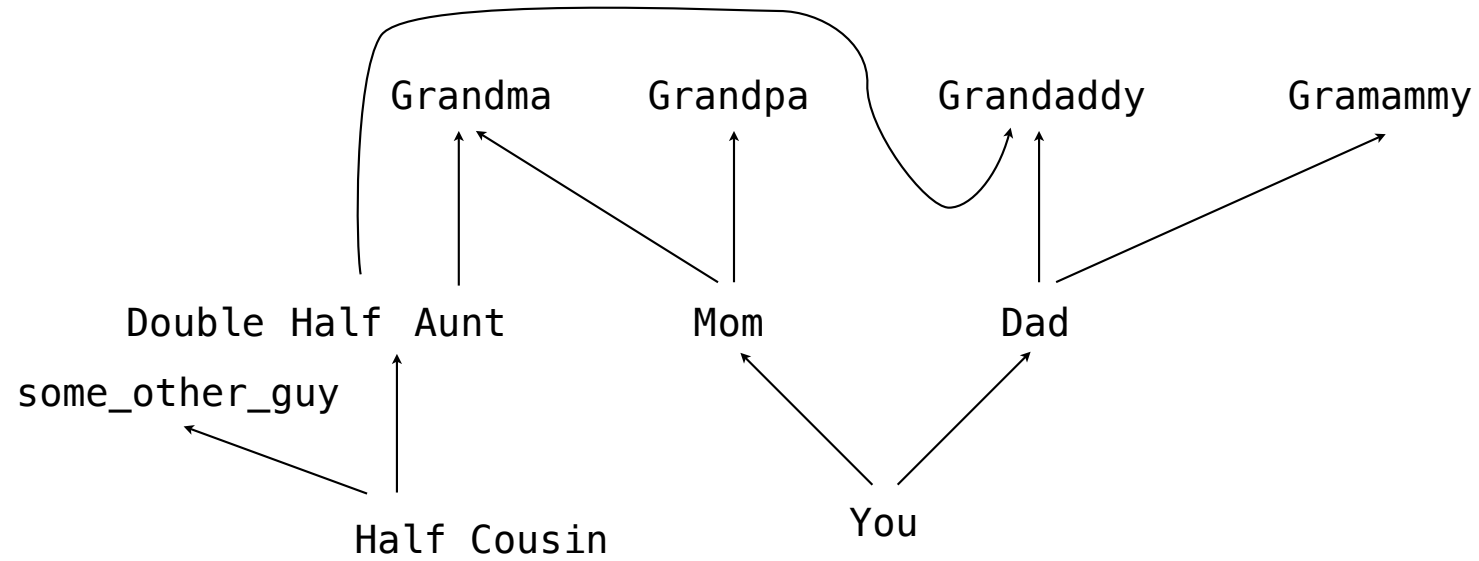 Grandma Grandpa Grandaddy Gramammy
Double Half Aunt Mom Dad
some_other_guy
You
Half Cousin